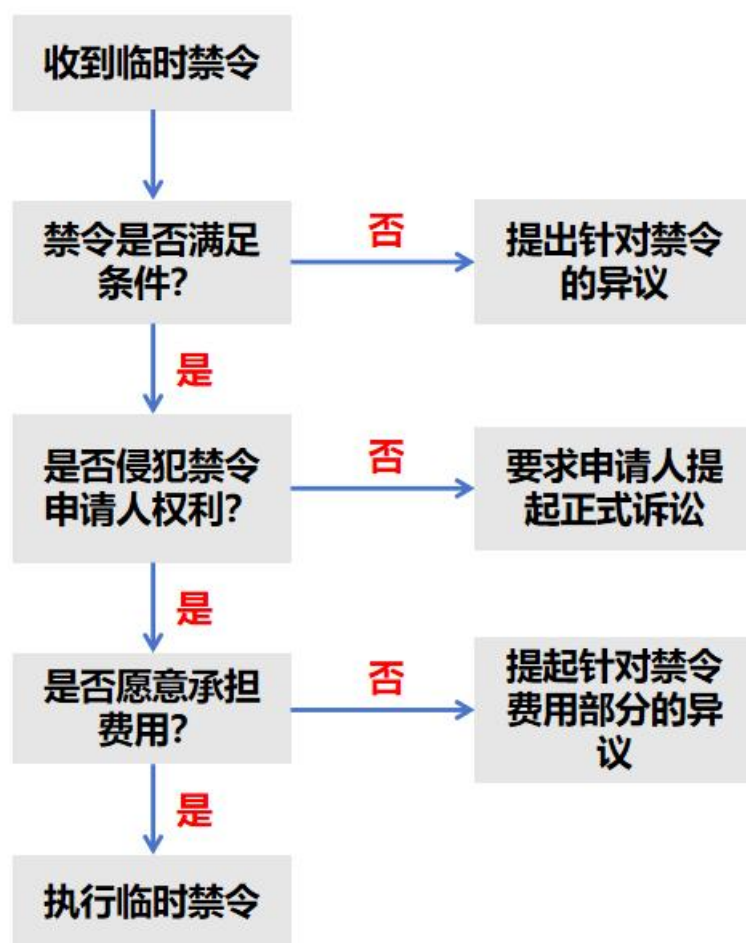 收到临时禁令
禁令是否满足
条件?
否
提出针对禁令
的异议
是
是否侵犯禁令
申请人权利?
否
要求申请人提
起正式诉讼
是
是否愿意承担
费用?
否
提起针对禁令
费用部分的异
议
是
执行临时禁令